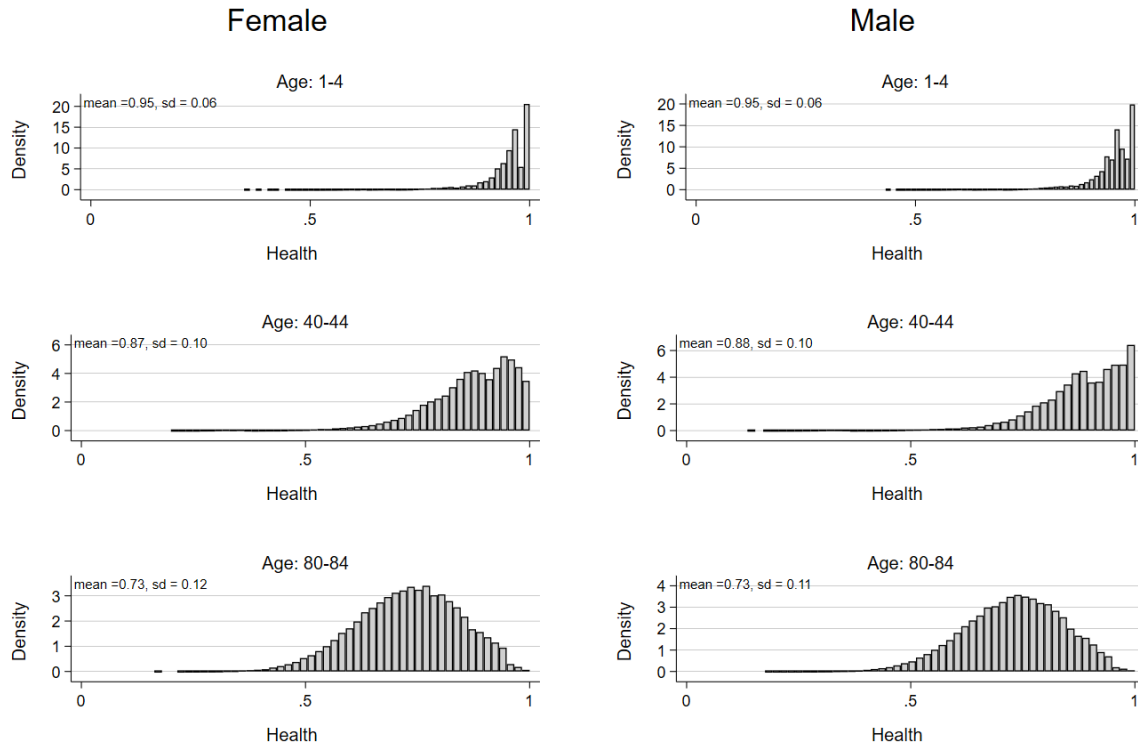 Female
Male
Age: 1-4
mean =0.95, sd = 0.06
20
15
10
5
0
Density
0
.5
1
Health
Age: 1-4
mean =0.95, sd = 0.06
20
15
10
5
0
Density
0
.5
1
Health
Age: 40-44
mean =0.87, sd = 0.10
6
4
2
0
Density
0
.5
1
Health
Age: 40-44
mean =0.88, sd = 0.10
6
4
2
0
Density
0
.5
1
Health
Age: 80-84
mean =0.73, sd = 0.12
3
2
1
0
Density
0
.5
1
Health
Age: 80-84
mean =0.73, sd = 0.11
4
3
2
1
0
Density
0
.5
1
Health